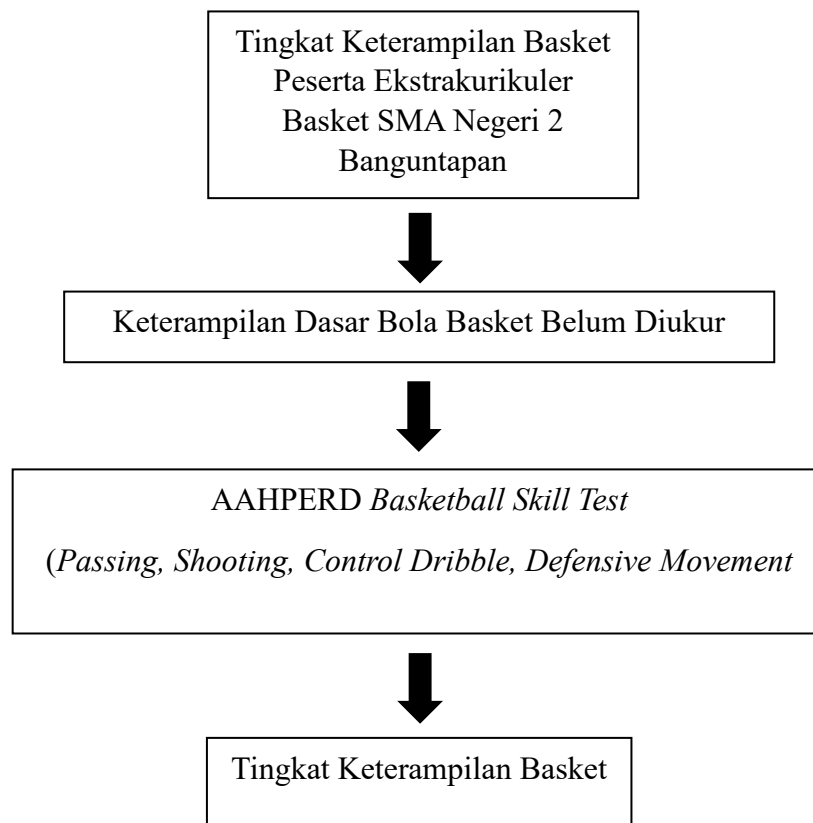 Tingkat Keterampilan Basket
Peserta Ekstrakurikuler
Basket SMA Negeri 2
Banguntapan
Keterampilan Dasar Bola Basket Belum Diukur
AAHPERD Basketball Skill Test
(Passing, Shooting, Control Dribble, Defensive Movement
Tingkat Keterampilan Basket